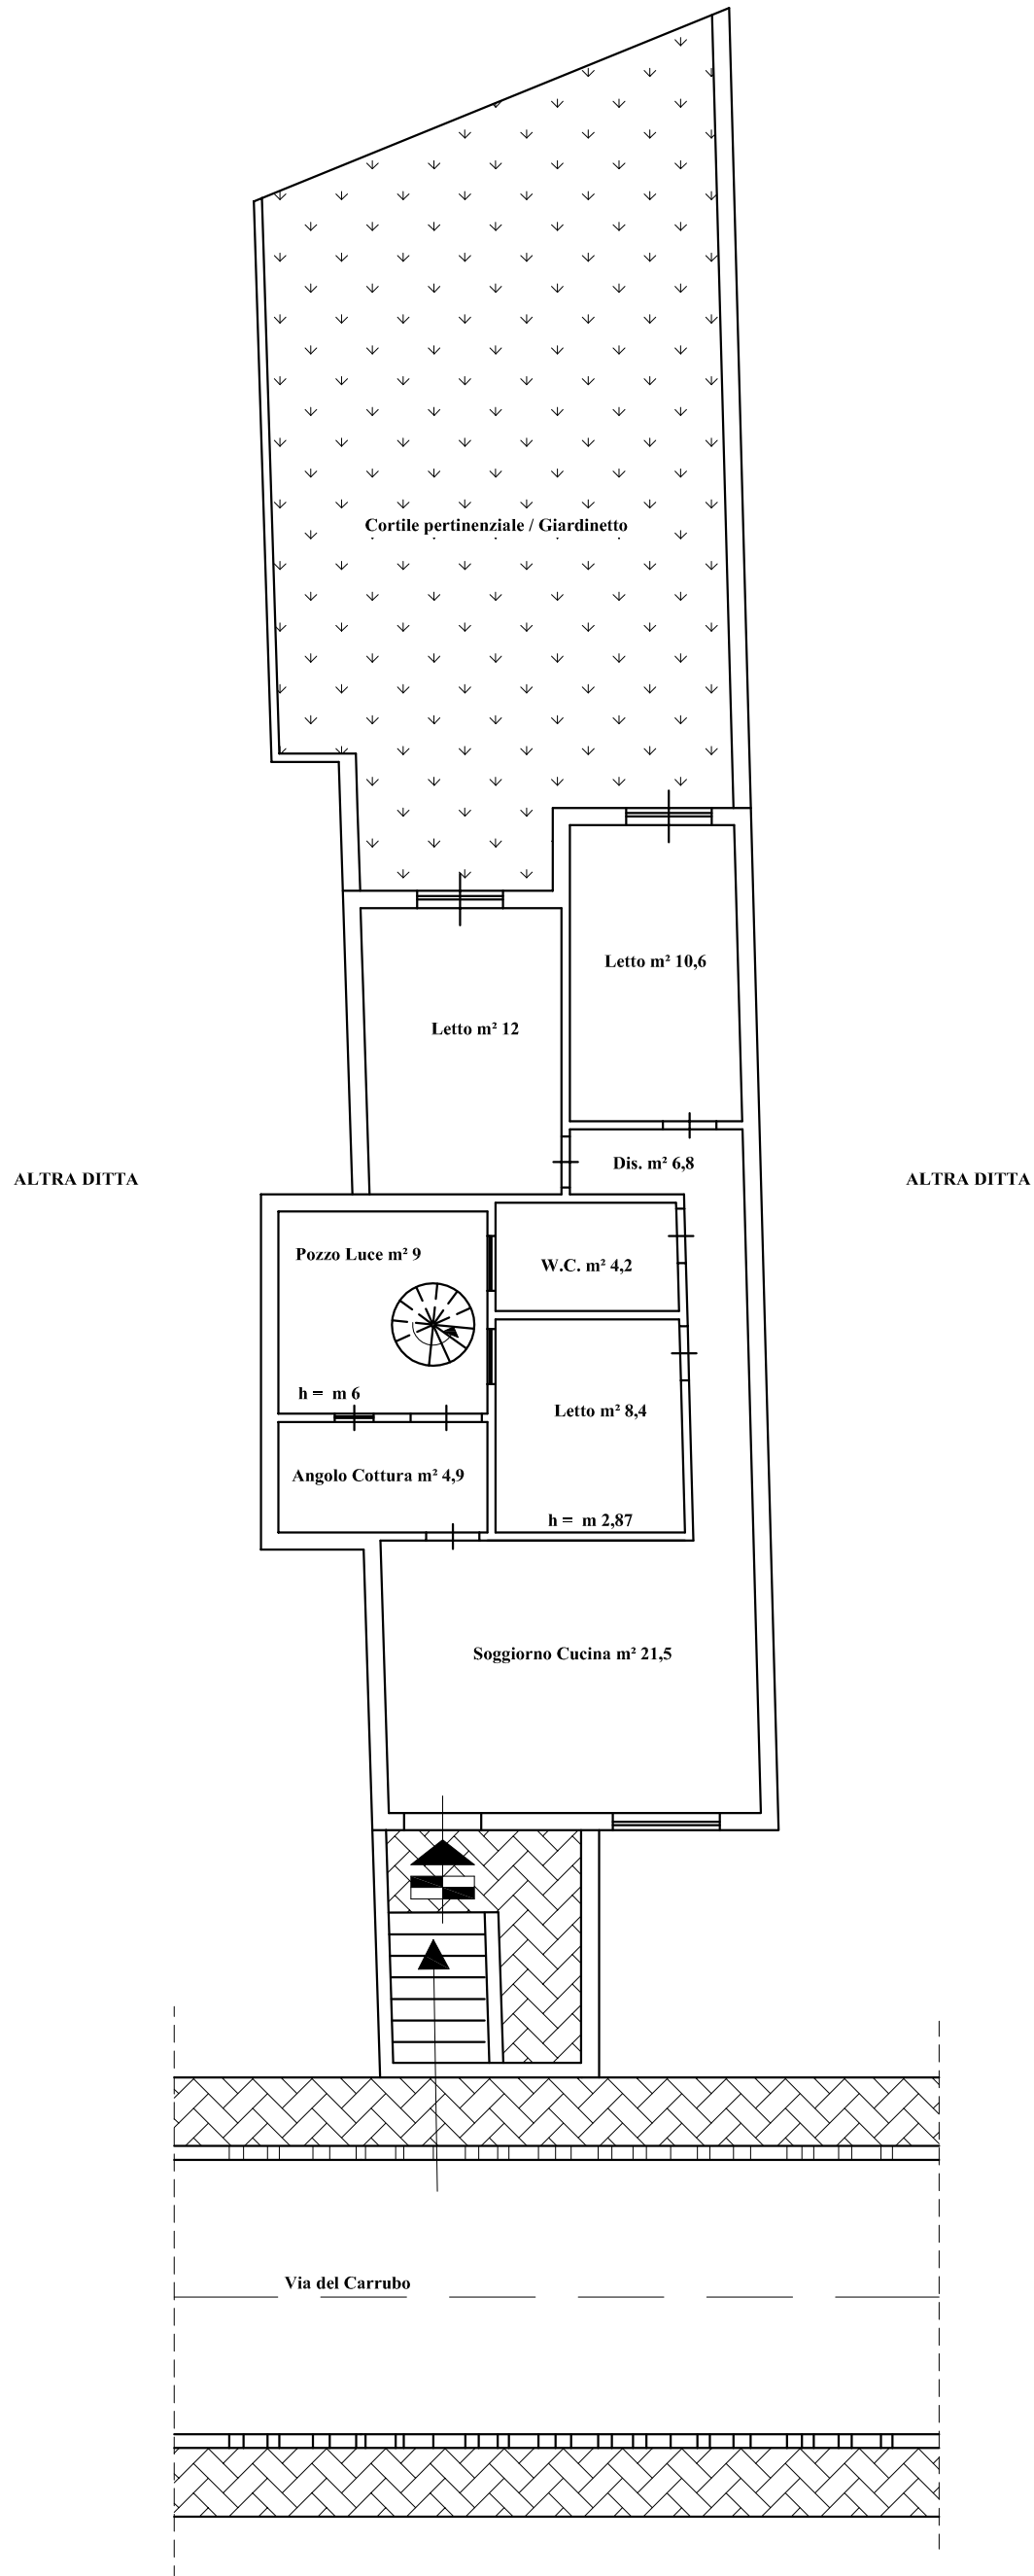 Cortile pertinenziale / Giardinetto
Letto m² 10,6
Letto m² 12
Dis. m² 6,8
ALTRA DITTA
ALTRA DITTA
Pozzo Luce m² 9
W.C. m² 4,2
h = m 6
Letto m² 8,4
Angolo Cottura m² 4,9
h = m 2,87
Soggiorno Cucina m² 21,5
Via del Carrubo